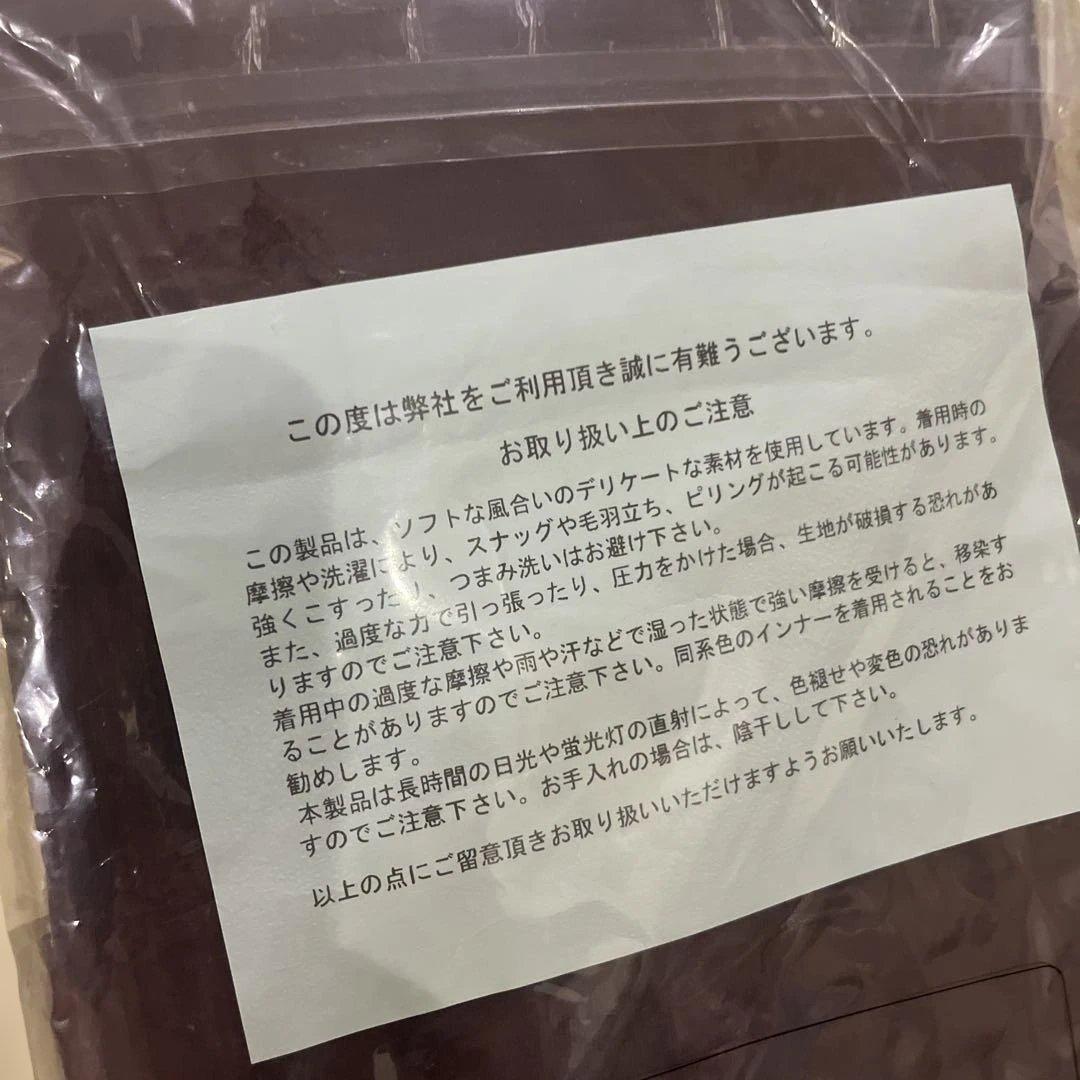 この度は弊社をご利用頂き誠に有難うございます。
お取り扱い上のご注意
この製品は、ソフトな風合いのデリケートな素材を使用しています。着用時の
摩擦や洗濯により、スナッグや毛羽立ち、ピリングが起こる可能性があります。
強くこすったり、つまみ洗いはお避け下さい。
また、過度な力で引っ張ったり、圧力をかけた場合、生地が破損する恐れがあ
りますのでご注意下さい。
着用中の過度な摩擦や雨や汗などで湿った状態で強い摩擦を受けると、移染す
ることがありますのでご注意下さい。同系色のインナーを着用されることをお
勧めします。
本製品は長時間の日光や蛍光灯の直射によって、色褪せや変色の恐れがありま
すのでご注意下さい。お手入れの場合は、陰干しして下さい。
以上の点にご留意頂きお取り扱いいただけますようお願いいたします。